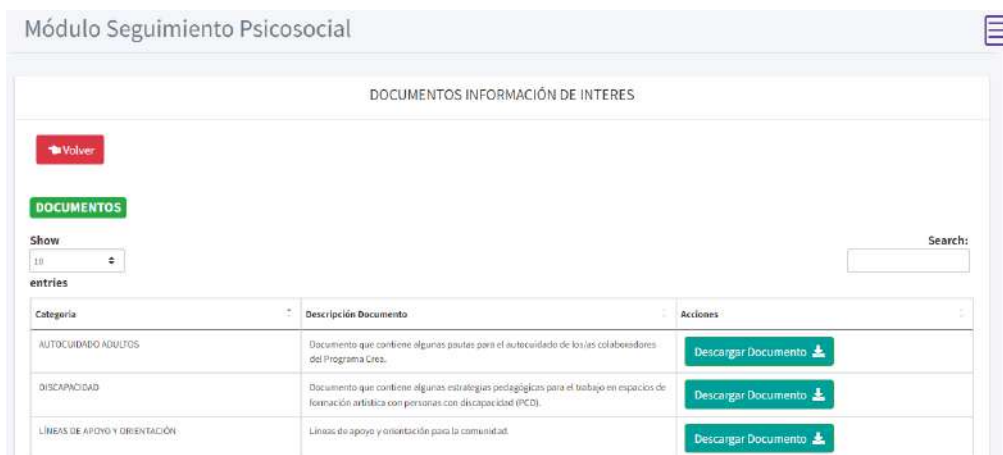 Módulo Seguimiento Psicosocial
DOCUMENTOS INFORMACIÓN DE INTERES
Volver
DOCUMENTOS
Show
10
entries
Search:
Categoria
Descripción Documento
Acciones
AUTOCUIDADO ADULTOS
Documento que contiene algunas pautas para el autocuidado de los/as colaboradores
del Programa Crea.
Descargar Documento
DISCAPACIDAD
Documento que contiene algunas estrategias pedagógicas para el trabajo en espacios de
formación artística con personas con discapacidad (PCD).
Descargar Documento
LÍNEAS DE APOYO Y ORIENTACIÓN
Líneas de apoyo y orientación para la comunidad.
Descargar Documento